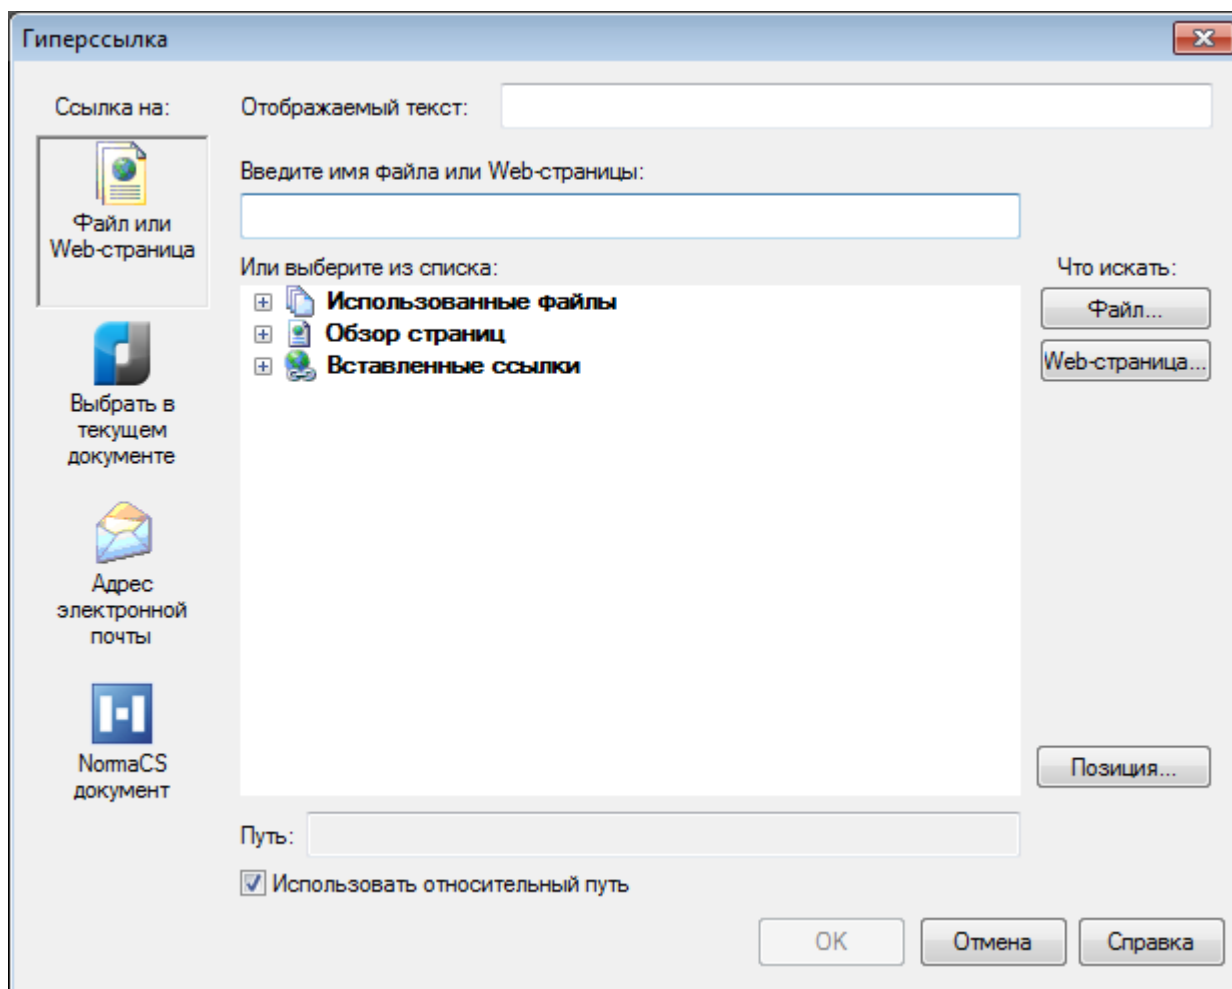 Гиперссылка
Ссылка на:
Отображаемый текст:
Файл или
Web-страница
Введите имя файла или Web-страницы:
Или выберите из списка:
Использованные файлы
Обзор страниц
Вставленные ссылки
Что искать:
Файл...
Web-страница...
Выбрать в
текущем
документе
Адрес
электронной
почты
NormaCS
документ
Позиция...
Путь:
Использовать относительный путь
OK
Отмена
Справка